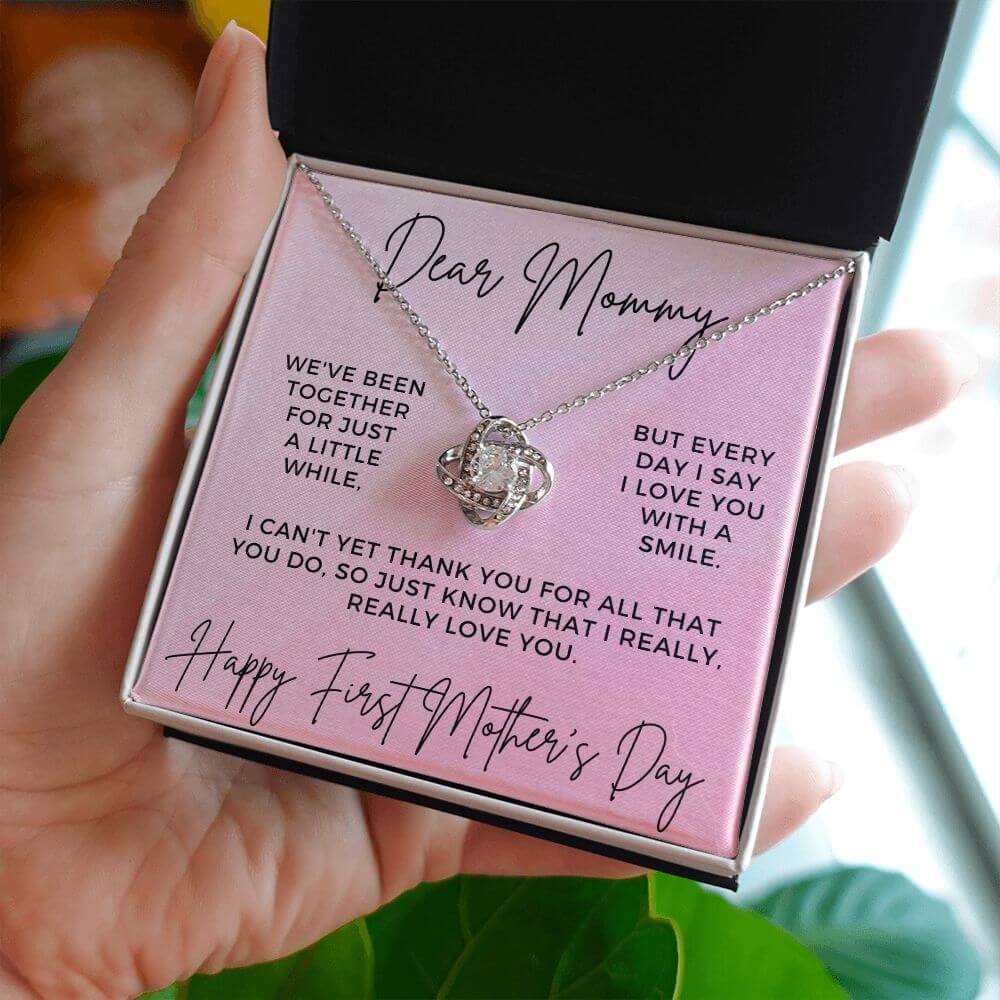 Dear Mommy
WE'VE BEEN
TOGETHER
FOR JUST
A LITTLE
WHILE,
BUT EVERY
DAY I SAY
I LOVE YOU
WITH A
SMILE.
I CAN'T YET THANK YOU FOR ALL THAT
YOU DO, SO JUST KNOW THAT I REALLY,
REALLY LOVE YOU.
Happy First Mother's Day